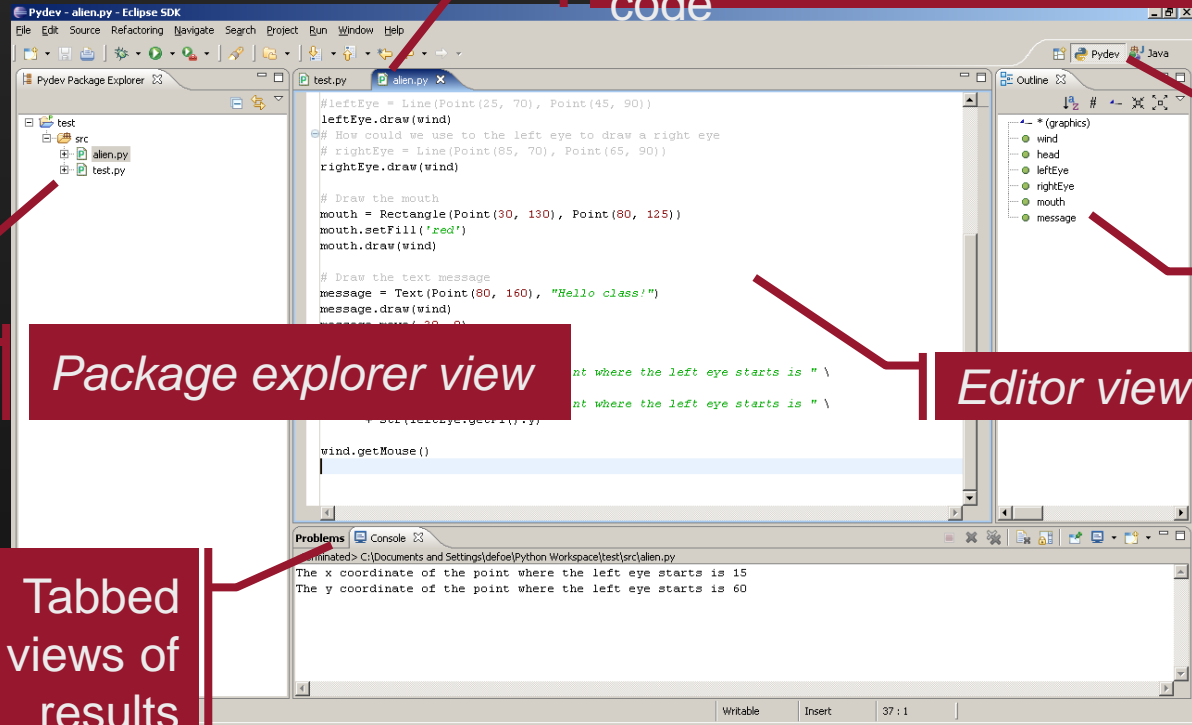 code
Pydev - alien.py - Eclipse SDK
File Edit Source Refactoring Navigate Search Project Run Window Help
Pydev
Java
Pydev Package Explorer
test
src
alien.py
test.py
test.py
alien.py
#leftEye = Line(Point(25, 70), Point(45, 90))
leftEye.draw(wind)
# How could we use to the left eye to draw a right eye
# rightEye = Line(Point(85, 70), Point(65, 90))
rightEye.draw(wind)
# Draw the mouth
mouth = Rectangle(Point(30, 130), Point(80, 125))
mouth.setFill('red')
mouth.draw(wind)
# Draw the text message
message = Text(Point(80, 160), "Hello class!")
message.draw(wind)
nt where the left eye starts is " \
nt where the left eye starts is " \
wind.getMouse()
Outline
* (graphics)
wind
head
leftEye
rightEye
mouth
message
Package explorer view
Editor view
Tabbed
views of
results
Problems
Console
C:\Documents and Settings\defoe\Python Workspace\test\src\alien.py
The x coordinate of the point where the left eye starts is 15
The y coordinate of the point where the left eye starts is 60
Writable
Insert
37 : 1